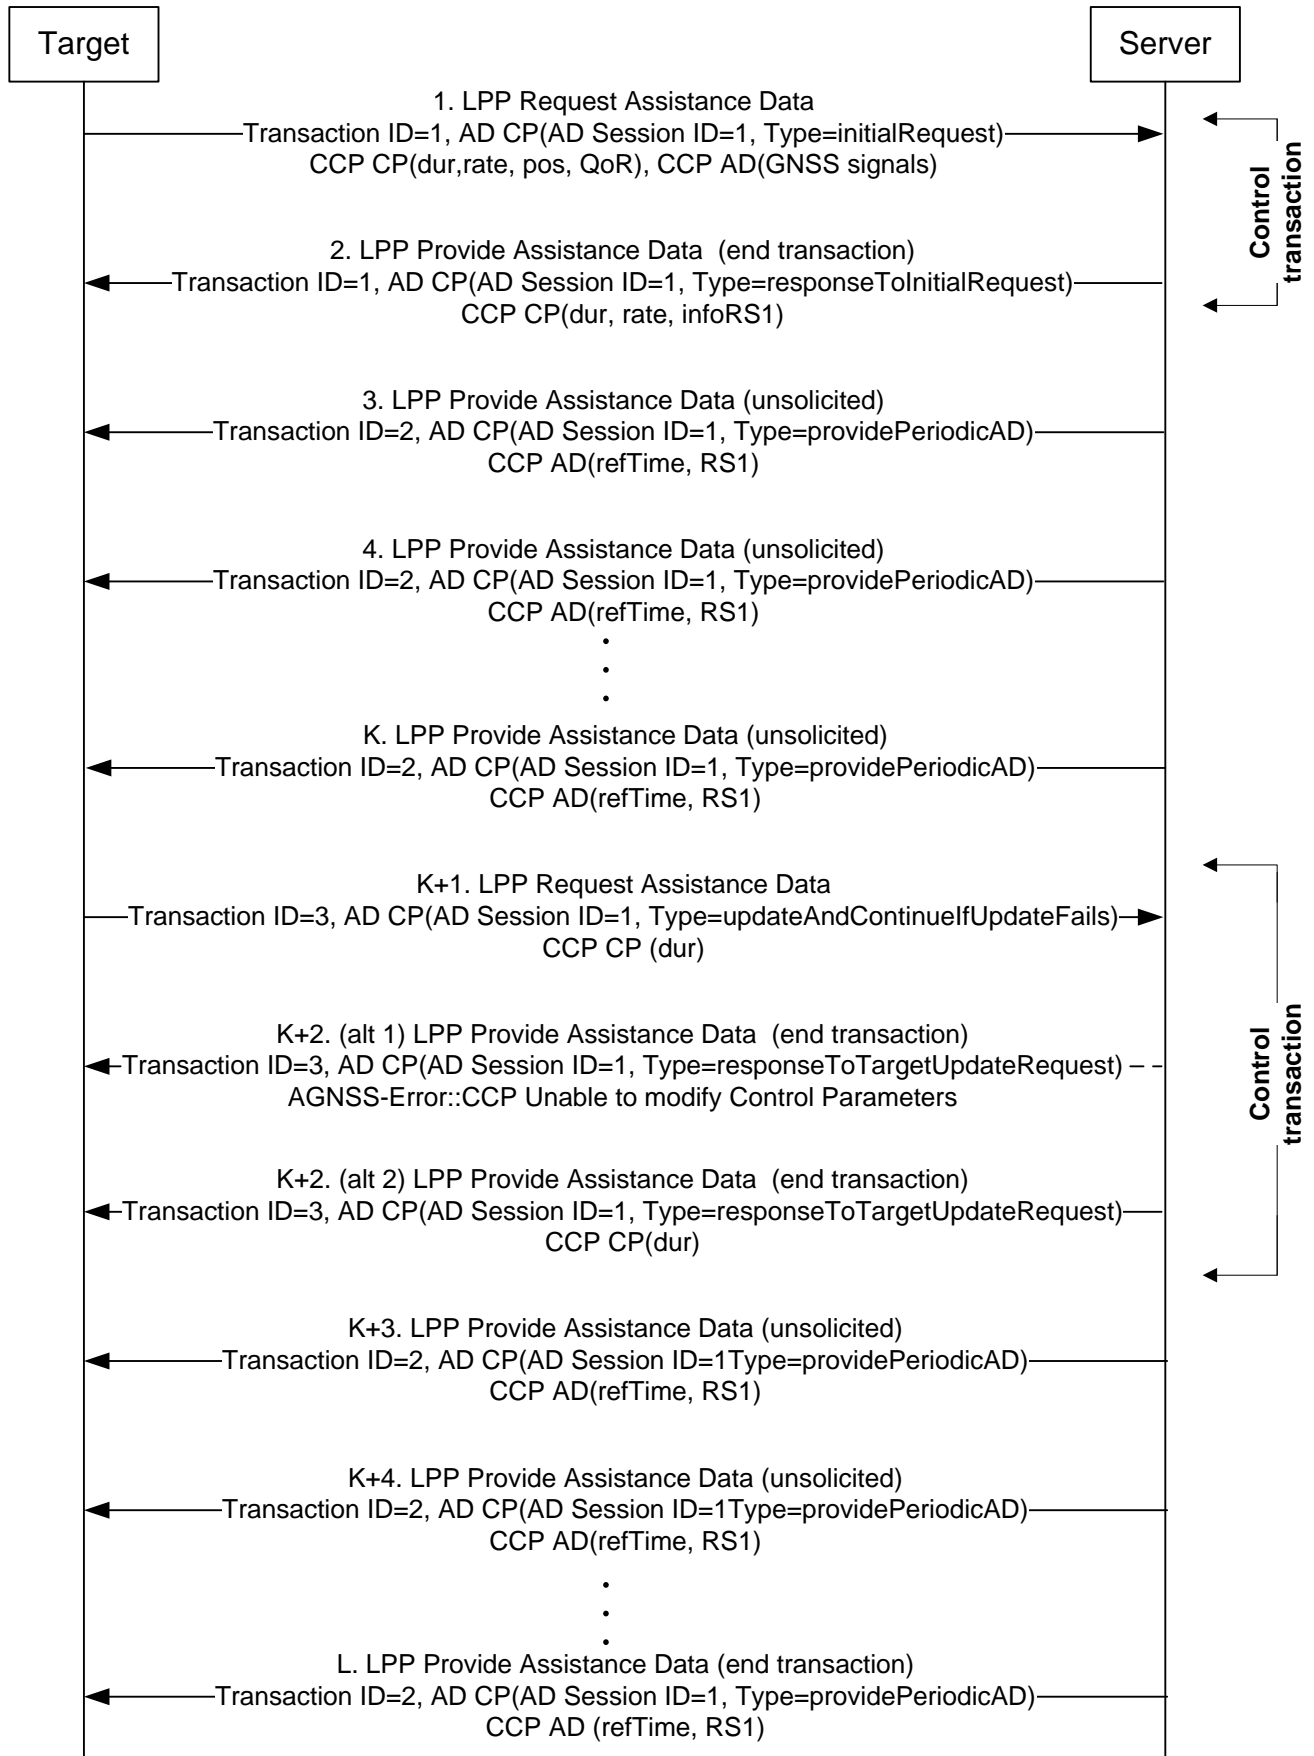 Target
Server
1. LPP Request Assistance Data
Transaction ID=1, AD CP(AD Session ID=1, Type=initialRequest)
CCP CP(dur,rate, pos, QoR), CCP AD(GNSS signals)
Control
transaction
2. LPP Provide Assistance Data  (end transaction)
Transaction ID=1, AD CP(AD Session ID=1, Type=responseToInitialRequest)
CCP CP(dur, rate, infoRS1)
3. LPP Provide Assistance Data (unsolicited)
Transaction ID=2, AD CP(AD Session ID=1, Type=providePeriodicAD)
CCP AD(refTime, RS1)
4. LPP Provide Assistance Data (unsolicited)
Transaction ID=2, AD CP(AD Session ID=1, Type=providePeriodicAD)
CCP AD(refTime, RS1)
.
.
.
K. LPP Provide Assistance Data (unsolicited)
Transaction ID=2, AD CP(AD Session ID=1, Type=providePeriodicAD)
CCP AD(refTime, RS1)
K+1. LPP Request Assistance Data
Transaction ID=3, AD CP(AD Session ID=1, Type=updateAndContinueIfUpdateFails)
CCP CP (dur)
K+2. (alt 1) LPP Provide Assistance Data  (end transaction)
Transaction ID=3, AD CP(AD Session ID=1, Type=responseToTargetUpdateRequest)
AGNSS-Error::CCP Unable to modify Control Parameters
Control
transaction
K+2. (alt 2) LPP Provide Assistance Data  (end transaction)
Transaction ID=3, AD CP(AD Session ID=1, Type=responseToTargetUpdateRequest)
CCP CP(dur)
K+3. LPP Provide Assistance Data (unsolicited)
Transaction ID=2, AD CP(AD Session ID=1Type=providePeriodicAD)
CCP AD(refTime, RS1)
K+4. LPP Provide Assistance Data (unsolicited)
Transaction ID=2, AD CP(AD Session ID=1Type=providePeriodicAD)
CCP AD(refTime, RS1)
.
.
.
L. LPP Provide Assistance Data (end transaction)
Transaction ID=2, AD CP(AD Session ID=1, Type=providePeriodicAD)
CCP AD (refTime, RS1)